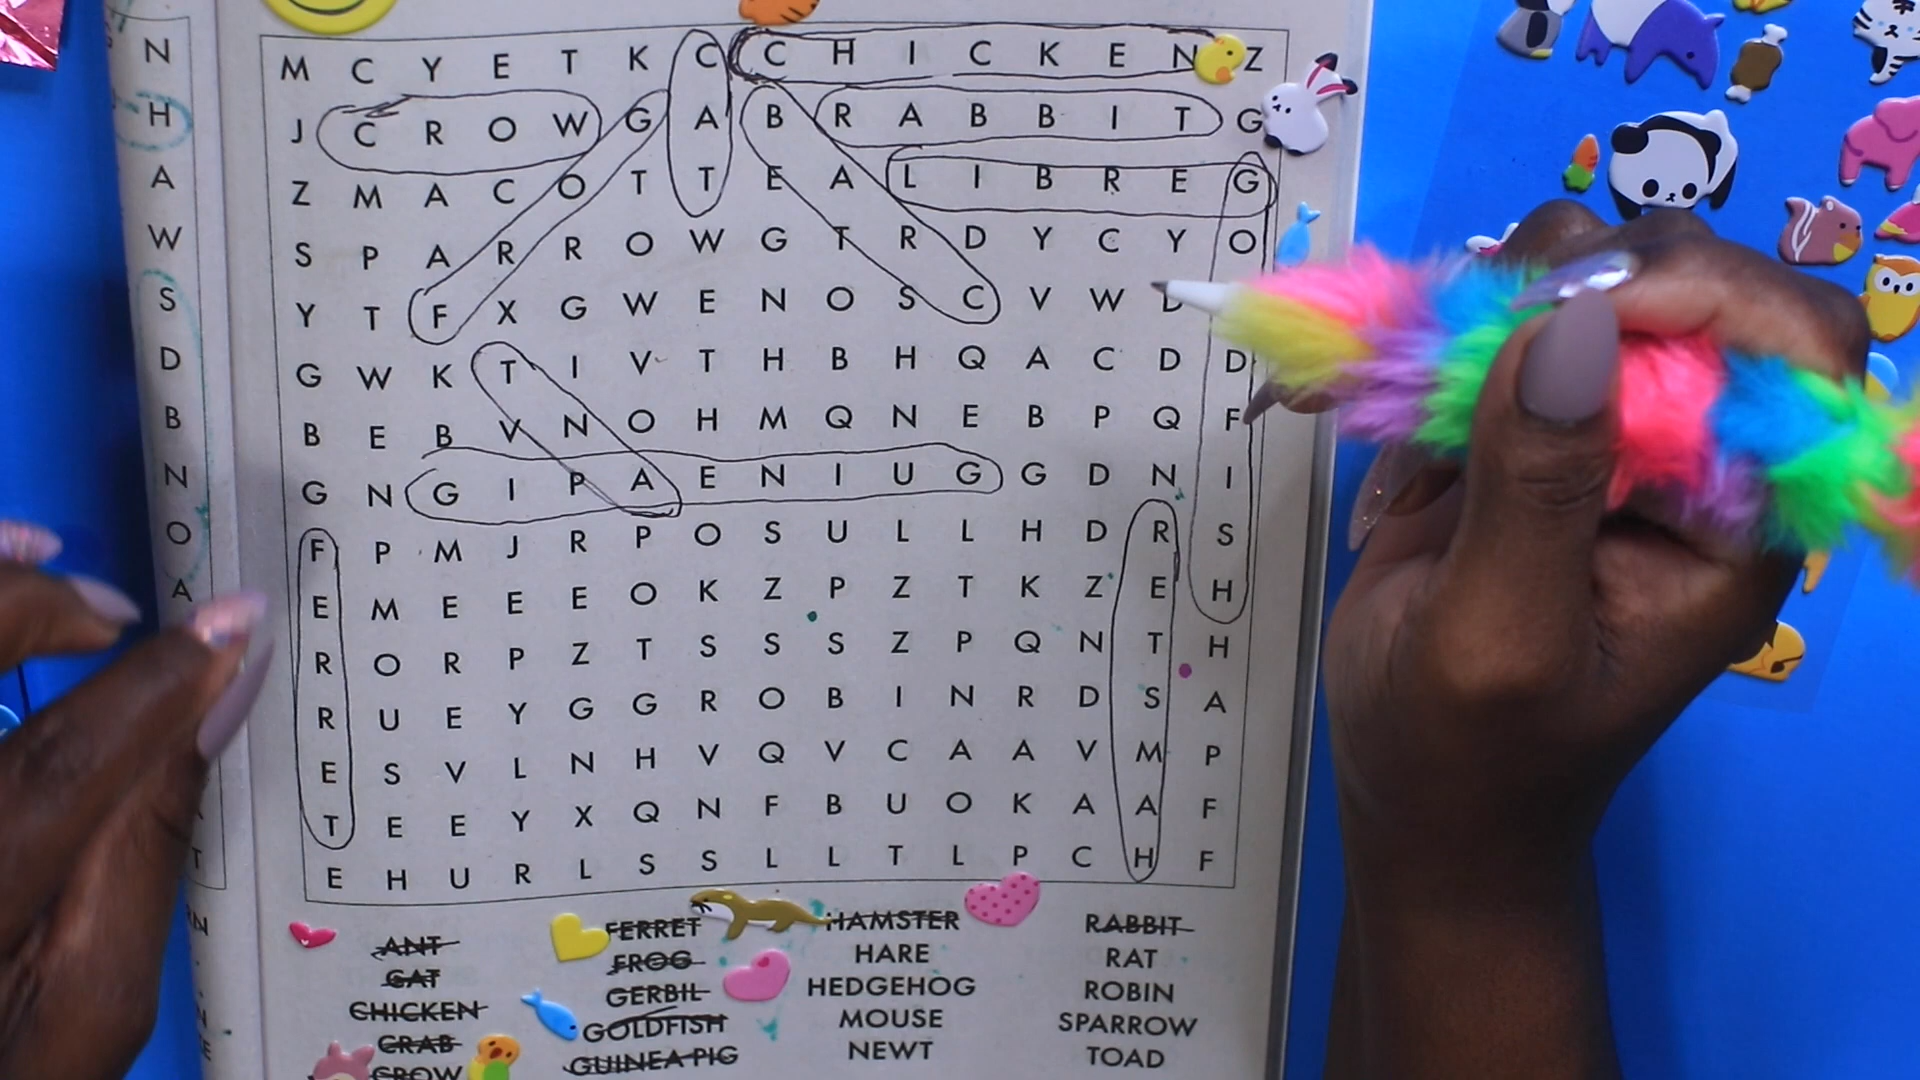 M C Y E T K C C H I C K E N Z
J C R O W G A B R A B B I T G
Z M A C O T T E A L I B R E G
S P A R R O W G T R D Y C Y O
Y T F X G W E N O S C V W D
G W K T I V T H B H Q A C D D
B E B V N O H M Q N E B P Q F
G N G I P A E N I U G G D N I
F P M J R P O S U L L H D R S
E M E E E O K Z P Z T K Z E H
R O R P Z T S S S Z P Q N T H
R U E Y G G R O B I N R D S A
E S V L N H V Q V C A A V M P
T E E Y X Q N F B U O K A A F
E H U R L S S L L T L P C H F
N
H
A
W
S
D
B
N
O
A
T
ANT
CAT
CHICKEN
CRAB
CROW
FERRET
FROG
GERBIL
GOLDFISH
GUINEA PIG
HAMSTER
HARE
HEDGEHOG
MOUSE
NEWT
RABBIT
RAT
ROBIN
SPARROW
TOAD